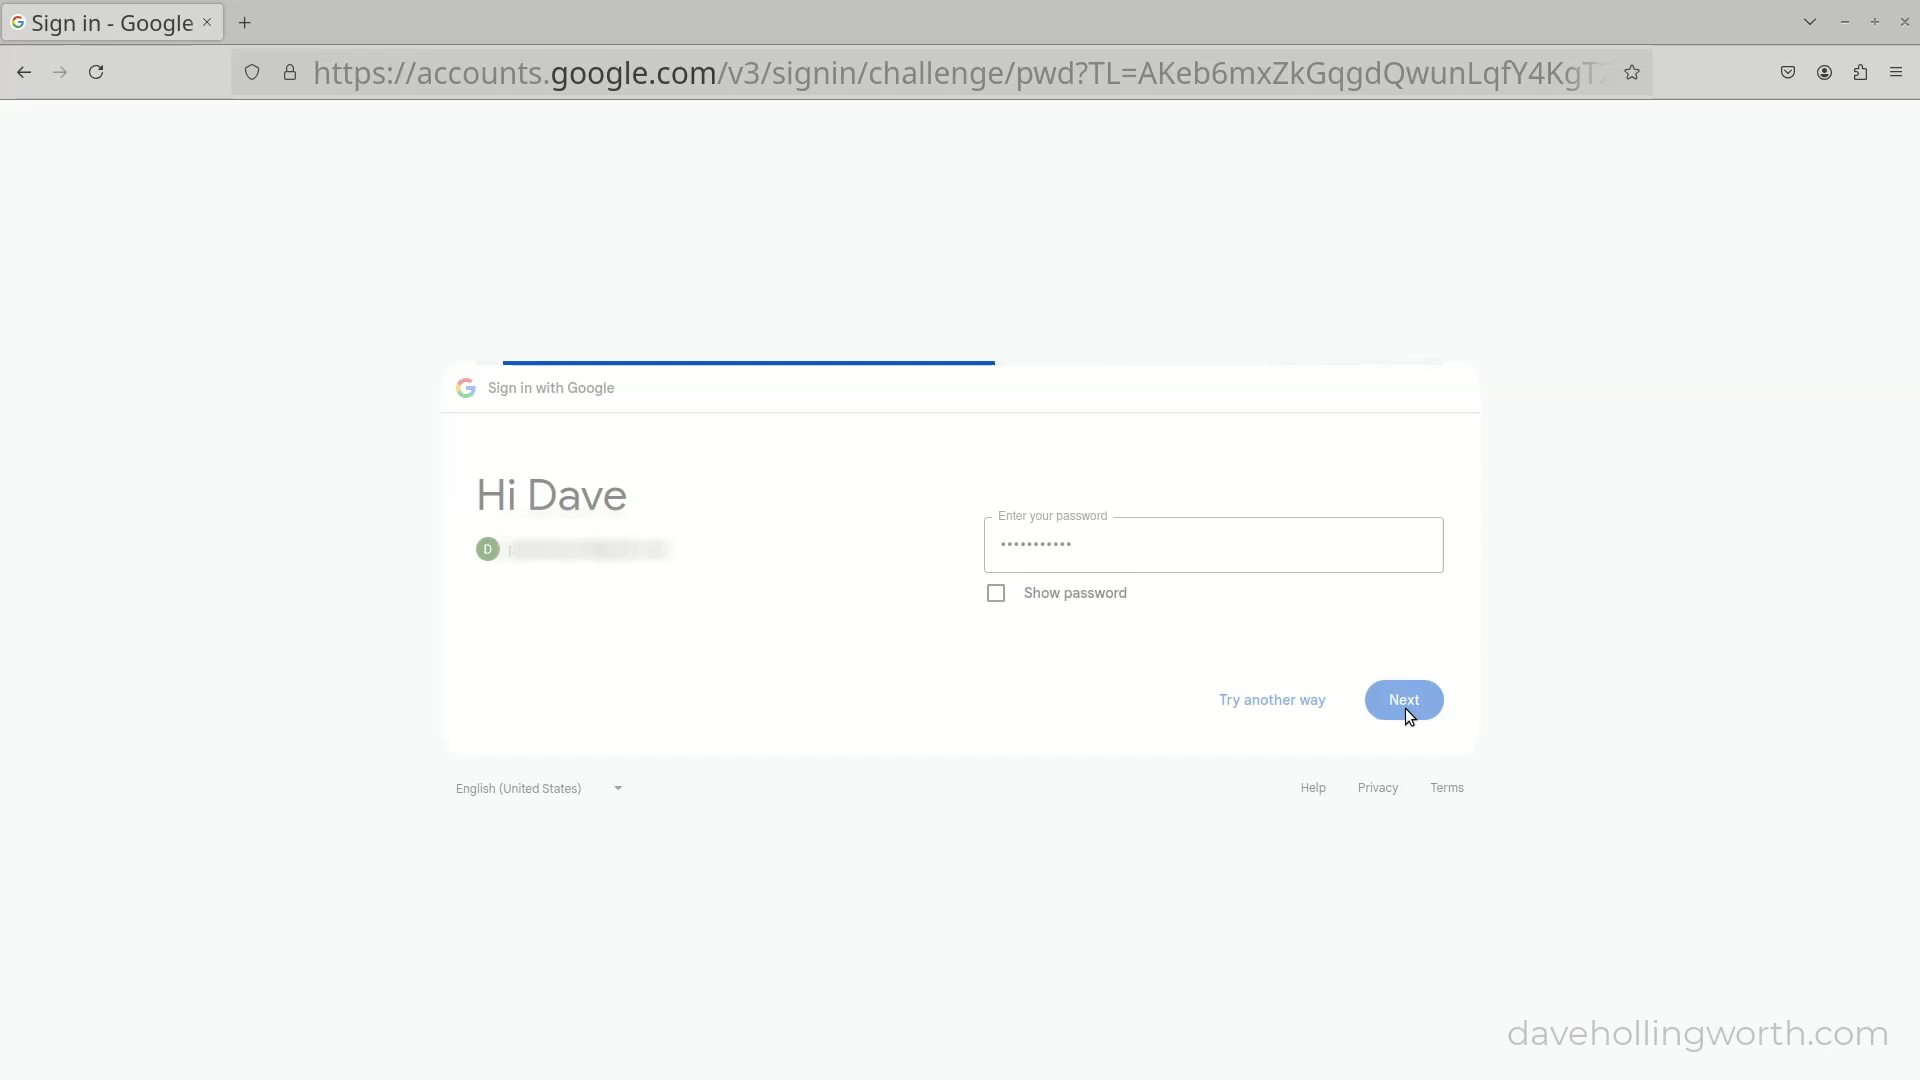 Sign in - Google
https://accounts.google.com/v3/signin/challenge/pwd?TL=AKeb6mxZkGqgdQwunLqfY4KgT
Sign in with Google
Hi Dave
D
Enter your password
•••••••••••
Show password
Try another way
Next
English (United States)
Help
Privacy
Terms
davehollingworth.com